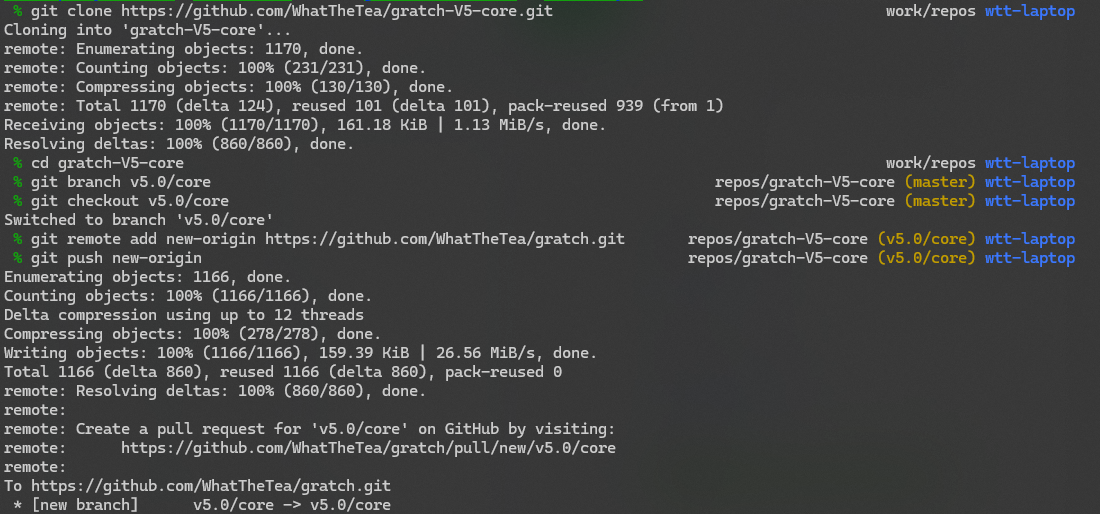 % git clone https://github.com/WhatTheTea/gratch-V5-core.git work/repos wtt-laptop
Cloning into 'gratch-V5-core'...
remote: Enumerating objects: 1170, done.
remote: Counting objects: 100% (231/231), done.
remote: Compressing objects: 100% (130/130), done.
remote: Total 1170 (delta 124), reused 101 (delta 101), pack-reused 939 (from 1)
Receiving objects: 100% (1170/1170), 161.18 KiB | 1.13 MiB/s, done.
Resolving deltas: 100% (860/860), done.
% cd gratch-V5-core work/repos wtt-laptop
% git branch v5.0/core repos/gratch-V5-core (master) wtt-laptop
% git checkout v5.0/core repos/gratch-V5-core (master) wtt-laptop
Switched to branch 'v5.0/core'
% git remote add new-origin https://github.com/WhatTheTea/gratch.git repos/gratch-V5-core (v5.0/core) wtt-laptop
% git push new-origin repos/gratch-V5-core (v5.0/core) wtt-laptop
Enumerating objects: 1166, done.
Counting objects: 100% (1166/1166), done.
Delta compression using up to 12 threads
Compressing objects: 100% (278/278), done.
Writing objects: 100% (1166/1166), 159.39 KiB | 26.56 MiB/s, done.
Total 1166 (delta 860), reused 1166 (delta 860), pack-reused 0
remote: Resolving deltas: 100% (860/860), done.
remote:
remote: Create a pull request for 'v5.0/core' on GitHub by visiting:
remote: https://github.com/WhatTheTea/gratch/pull/new/v5.0/core
remote:
To https://github.com/WhatTheTea/gratch.git
* [new branch] v5.0/core -> v5.0/core